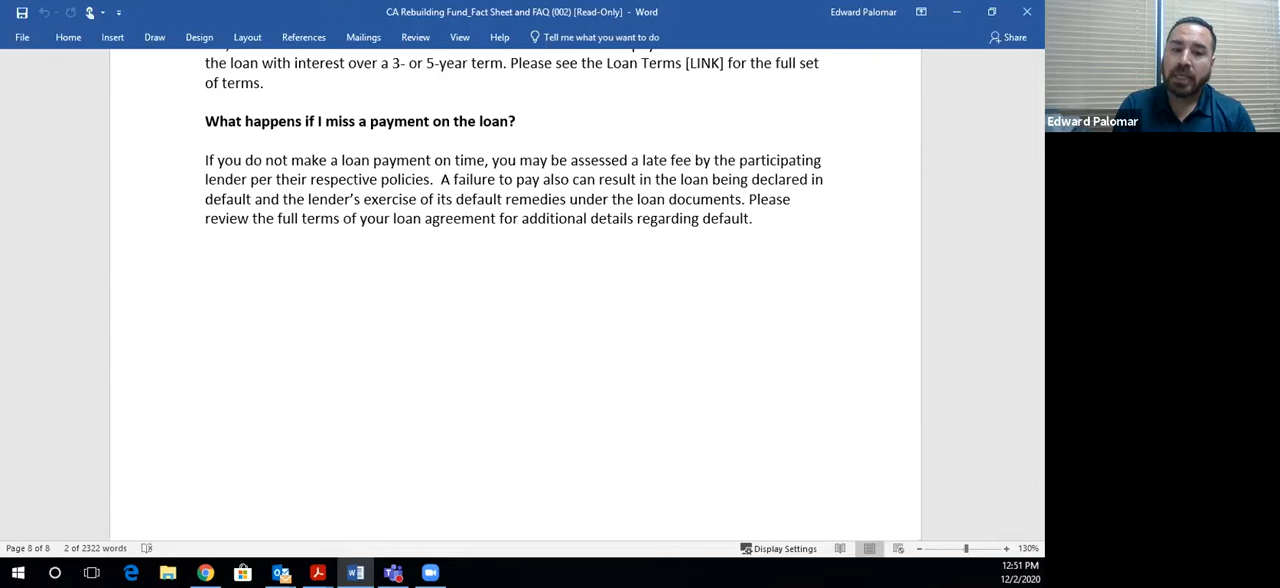 CA Rebuilding Fund_Fact Sheet and FAQ (002) [Read-Only] - Word
Edward Palomar
File Home Insert Draw Design Layout References Mailings Review View Help Tell me what you want to do Share
the loan with interest over a 3- or 5-year term. Please see the Loan Terms [LINK] for the full set
of terms.
What happens if I miss a payment on the loan?
If you do not make a loan payment on time, you may be assessed a late fee by the participating
lender per their respective policies. A failure to pay also can result in the loan being declared in
default and the lender's exercise of its default remedies under the loan documents. Please
review the full terms of your loan agreement for additional details regarding default.
Edward Palomar
Page 8 of 8 2 of 2322 words Display Settings 130%
12:51 PM
12/2/2020